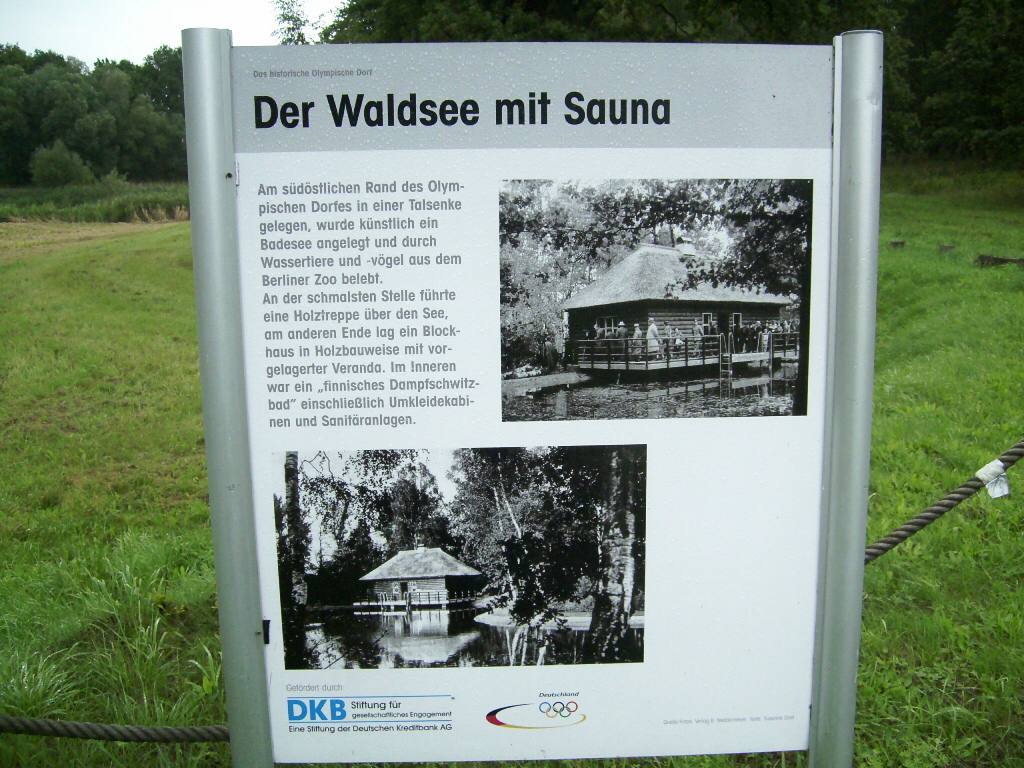 Das historische Olympische Dorf
Der Waldsee mit Sauna
Am südöstlichen Rand des Olym-
pischen Dorfes in einer Talsenke
gelegen, wurde künstlich ein
Badesee angelegt und durch
Wassertiere und -vögel aus dem
Berliner Zoo belebt.
An der schmalsten Stelle führte
eine Holztreppe über den See,
am anderen Ende lag ein Block-
haus in Holzbauweise mit vor-
gelagerter Veranda. Im Inneren
war ein „finnisches Dampfschwitz-
bad“ einschließlich Umkleidekabi-
nen und Sanitäranlagen.
Gefördert durch:
DKB Stiftung für
gesellschaftliches Engagement
Eine Stiftung der Deutschen Kreditbank AG
Deutschland
Quelle Fotos: Verlag